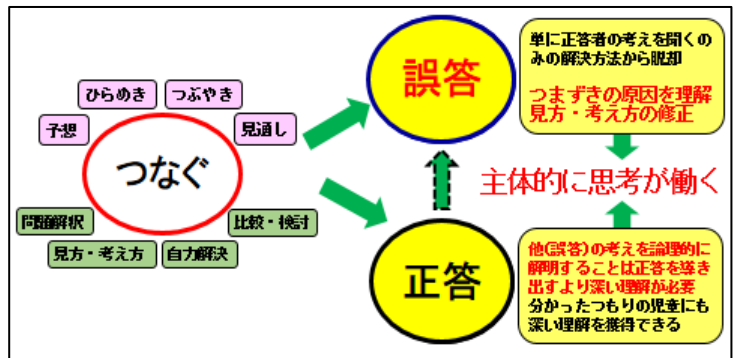 ひらめき
つぶやき
予想
見通し
つなぐ
問題解釈
比較・検討
見方・考え方
自力解決
誤答
正答
単に正答者の考えを聞くの
みの解決方法から脱却
つまずきの原因を理解
見方・考え方の修正
主体的に思考が働く
他(誤答)の考えを論理的に
解明することは正答を導き
出すより深い理解が必要
分かったつもりの児童にも
深い理解を獲得できる